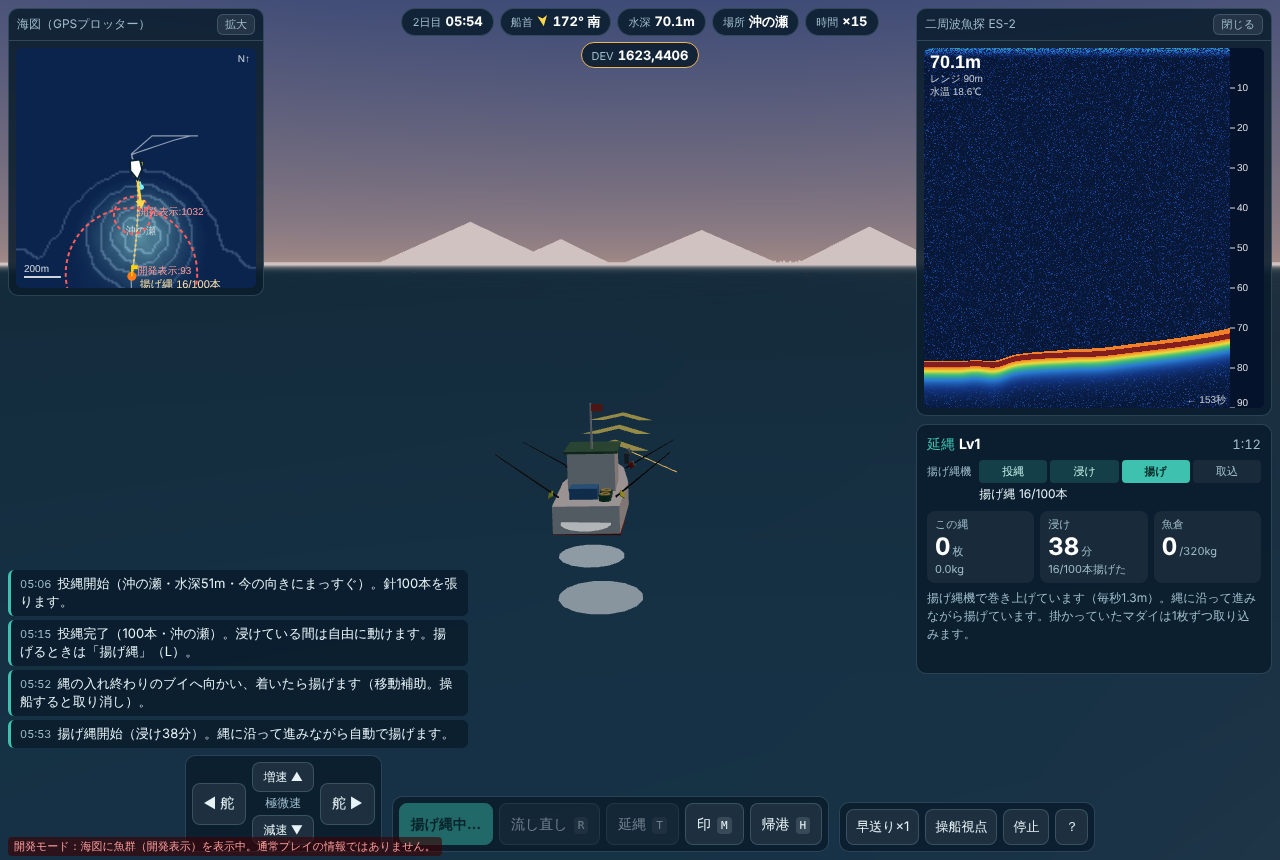 海図（GPSプロッター）
拡大
N↑
開発表示:1032
沖の瀬
200m
開発表示:93
揚げ縄 16/100本
2日目 05:54
船首 172° 南
水深 70.1m
場所 沖の瀬
時間 ×15
DEV 1623,4406
二周波魚探 ES-2
閉じる
70.1m
レンジ 90m
水温 18.6℃
10
20
30
40
50
60
70
80
90
← 153秒
延縄 Lv1
1:12
揚げ縄機
投縄
浸け
揚げ
取込
揚げ縄 16/100本
この縄
0枚
0.0kg
浸け
38分
16/100本揚げた
魚倉
0/320kg
揚げ縄機で巻き上げています（毎秒1.3m）。縄に沿って進み
ながら揚げています。掛かっていたマダイは1枚ずつ取り込
みます。
05:06 投縄開始（沖の瀬・水深51m・今の向きにまっすぐ）。針100本を張
ります。
05:15 投縄完了（100本・沖の瀬）。浸けている間は自由に動けます。揚
げるときは「揚げ縄」（L）。
05:52 縄の入れ終わりのブイへ向かい、着いたら揚げます（移動補助。操
船すると取り消し）。
05:53 揚げ縄開始（浸け38分）。縄に沿って進みながら自動で揚げます。
◀ 舵
増速 ▲
極微速
減速 ▼
舵 ▶
揚げ縄中…
流し直し R
延縄 T
印 M
帰港 H
早送り×1
操船視点
停止
？
開発モード：海図に魚群（開発表示）を表示中。通常プレイの情報ではありません。